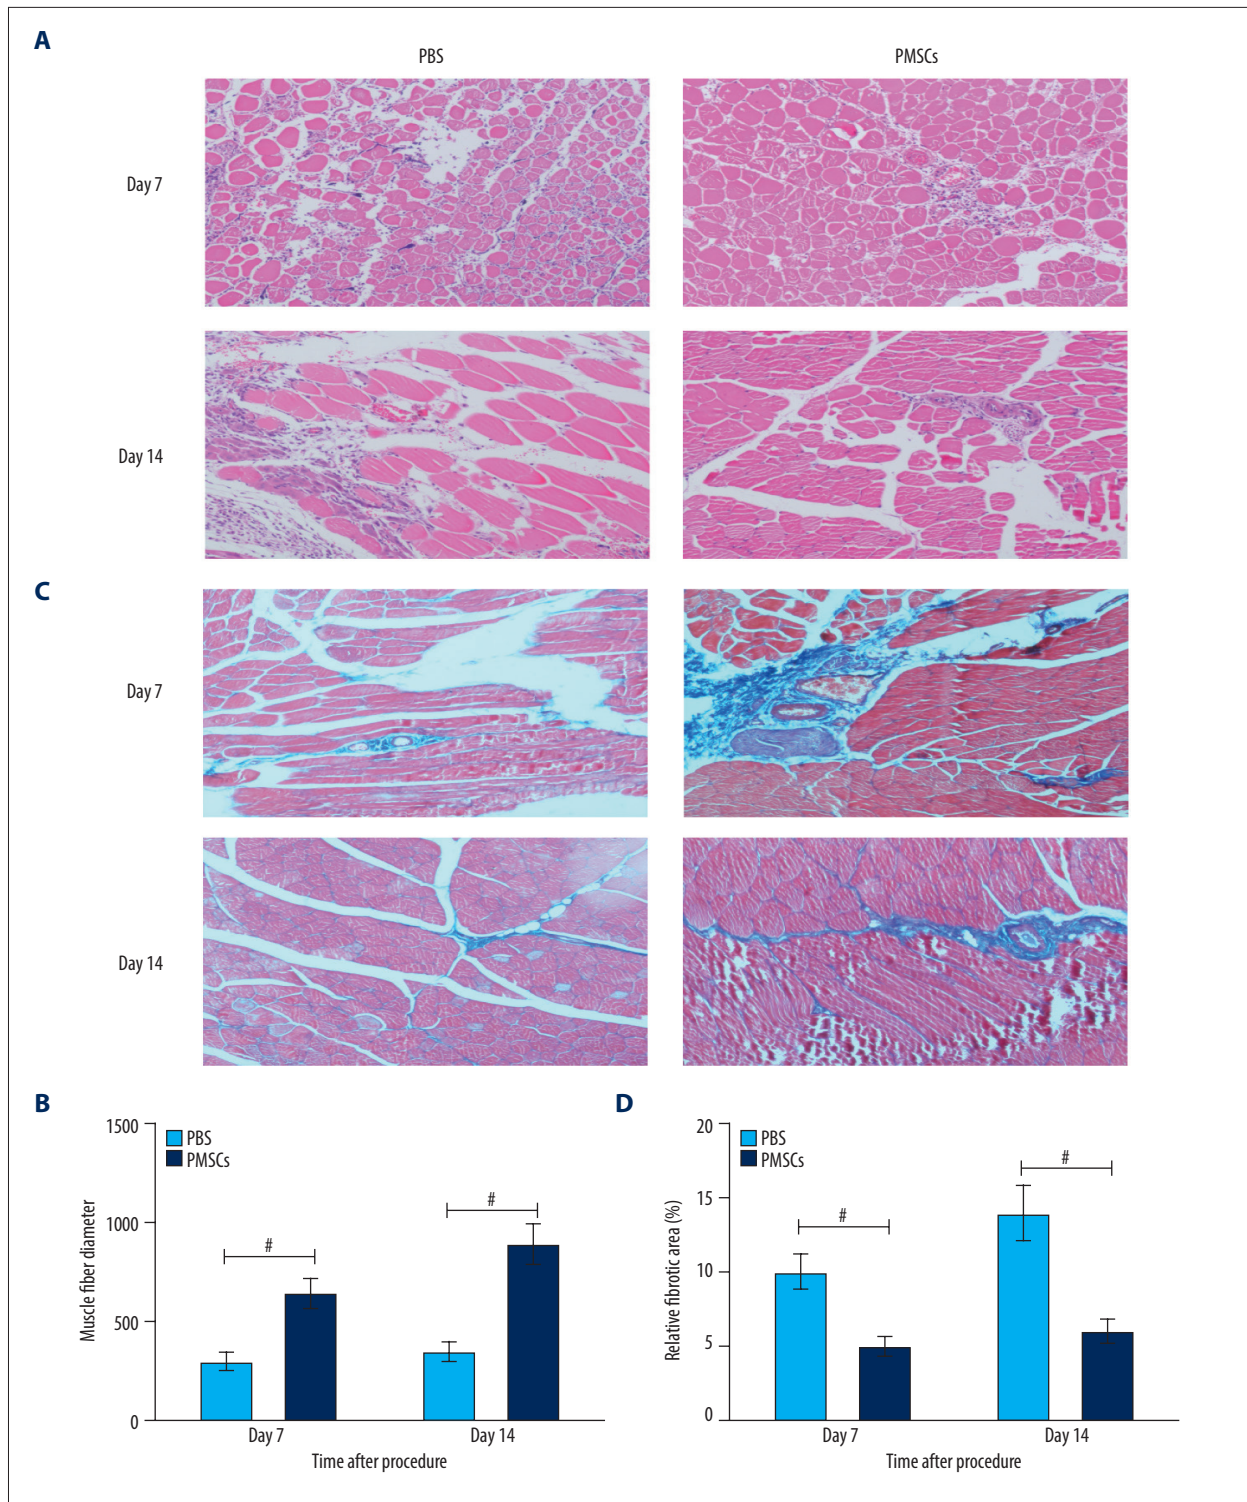 A
PBS
PMSCs
Day 7
Day 14
C
Day 7
Day 14
B
1500
1000
500
0
Muscle fiber diameter
PBS
PMSCs
#
#
Day 7
Day 14
Time after procedure
D
20
15
10
5
0
Relative fibrotic area (%)
PBS
PMSCs
#
#
Day 7
Day 14
Time after procedure